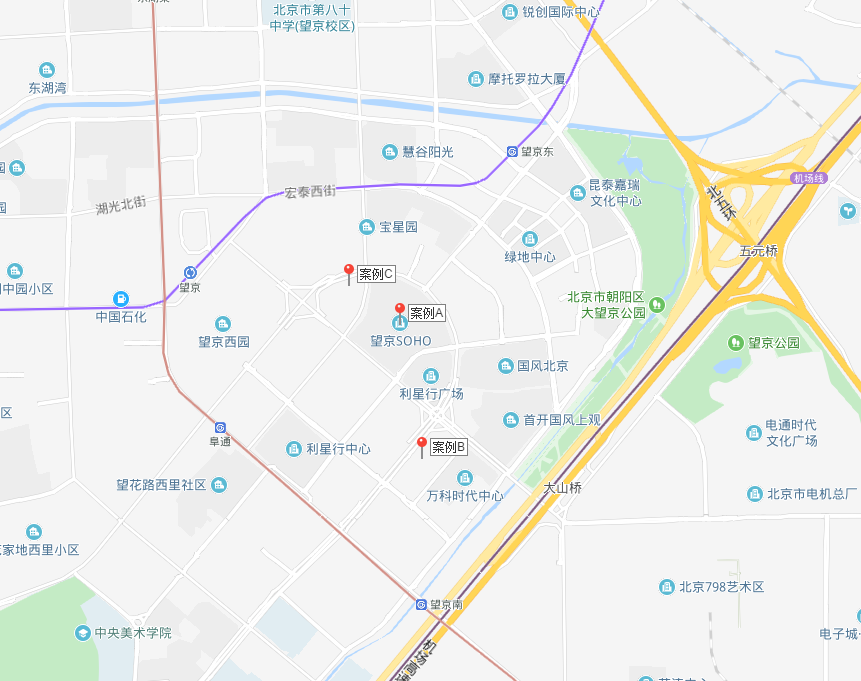 北京市第八十
中学(望京校区)
锐创国际中心
东湖湾
摩托罗拉大厦
慧谷阳光
望京东
园
机场线
昆泰嘉瑞
文化中心
北五环
湖光北街
宏泰西街
园
宝星园
绿地中心
五元桥
案例C
望京
中园小区
北京市朝阳区
大望京公园
中国石化
案例A
望京西园
望京SOHO
望京公园
国风北京
利星行广场
区
首开国风上观
电通时代
文化广场
阜通
利星行中心
案例B
望花路西里社区
万科时代中心
大山桥
北京市电机总厂
家地西里小区
北京798艺术区
望京南
中央美术学院
电子城
机场高速